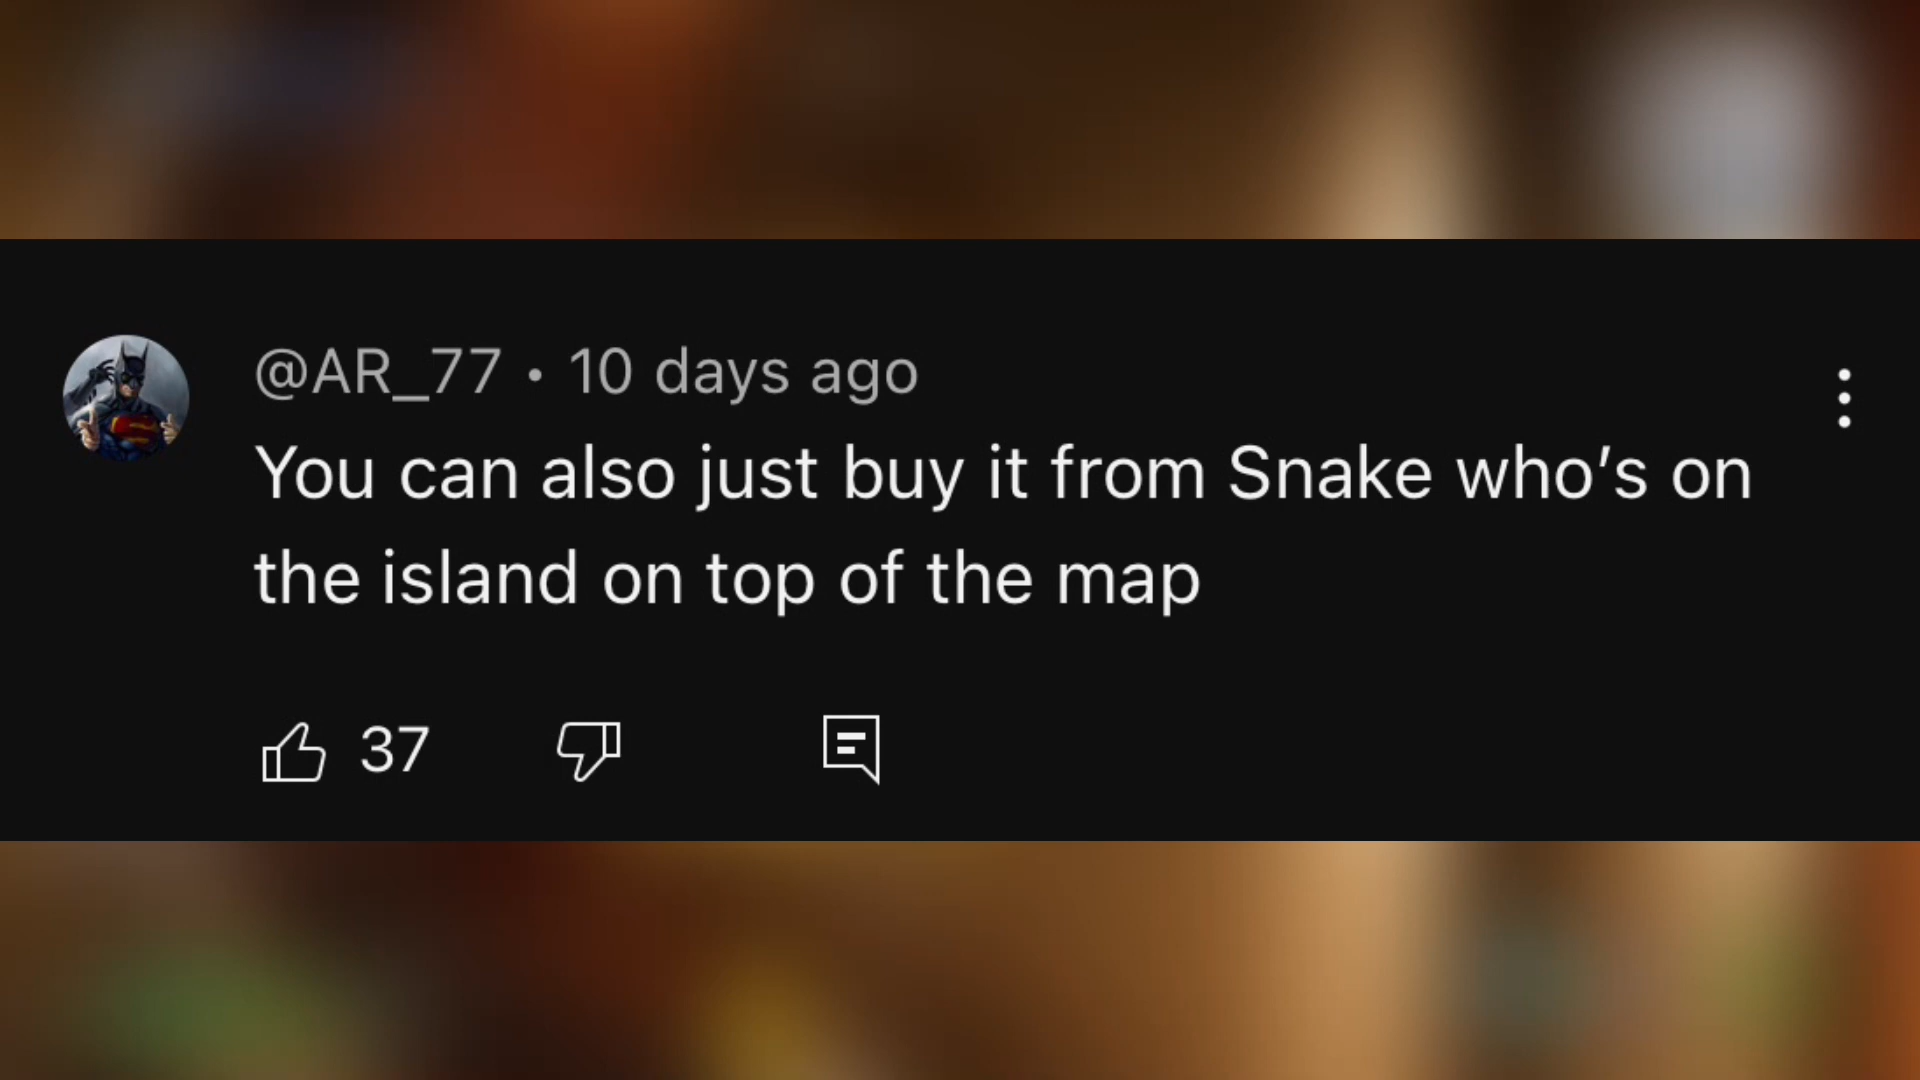 @AR_77 • 10 days ago
You can also just buy it from Snake who’s on
the island on top of the map
37